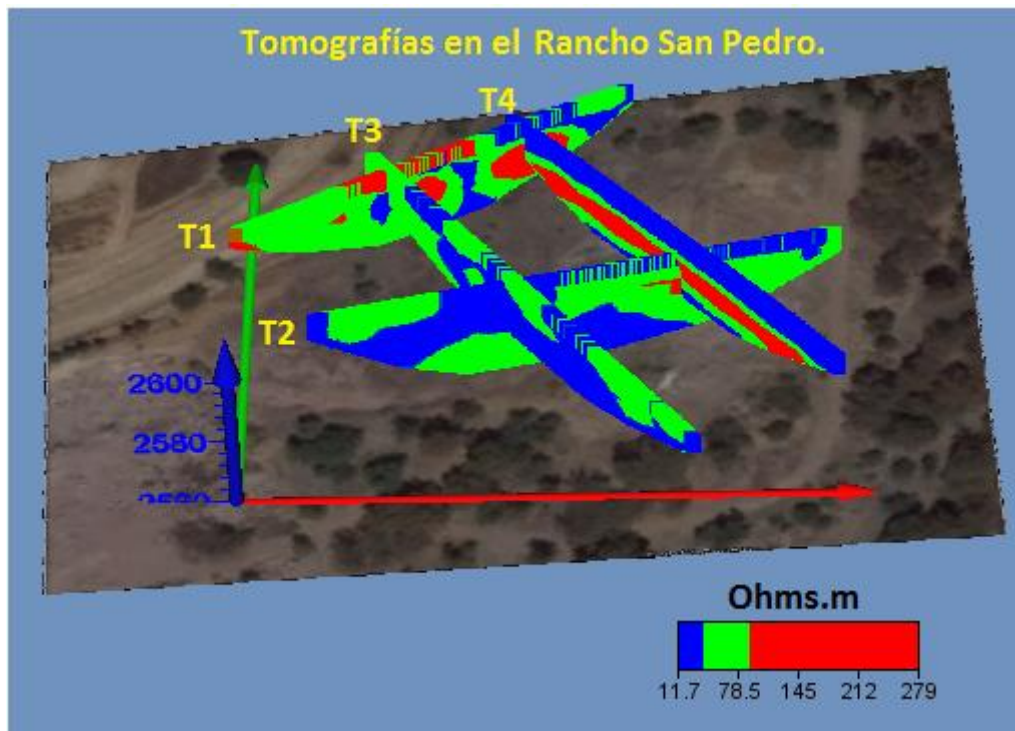 Tomografías en el Rancho San Pedro.
T4
T3
T1
T2
2600
2580
2560
Ohms.m
11.7 78.5 145 212 279